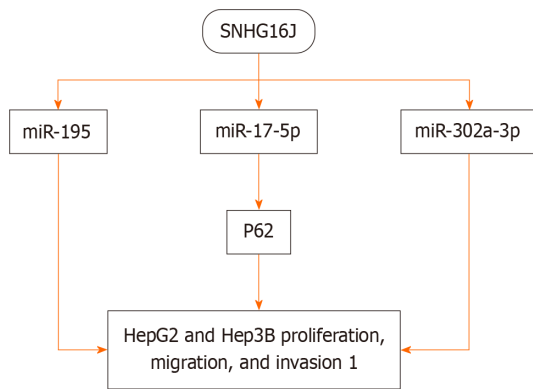 SNHG16J
miR-195
miR-17-5p
miR-302a-3p
P62
HepG2 and Hep3B proliferation,
migration, and invasion 1